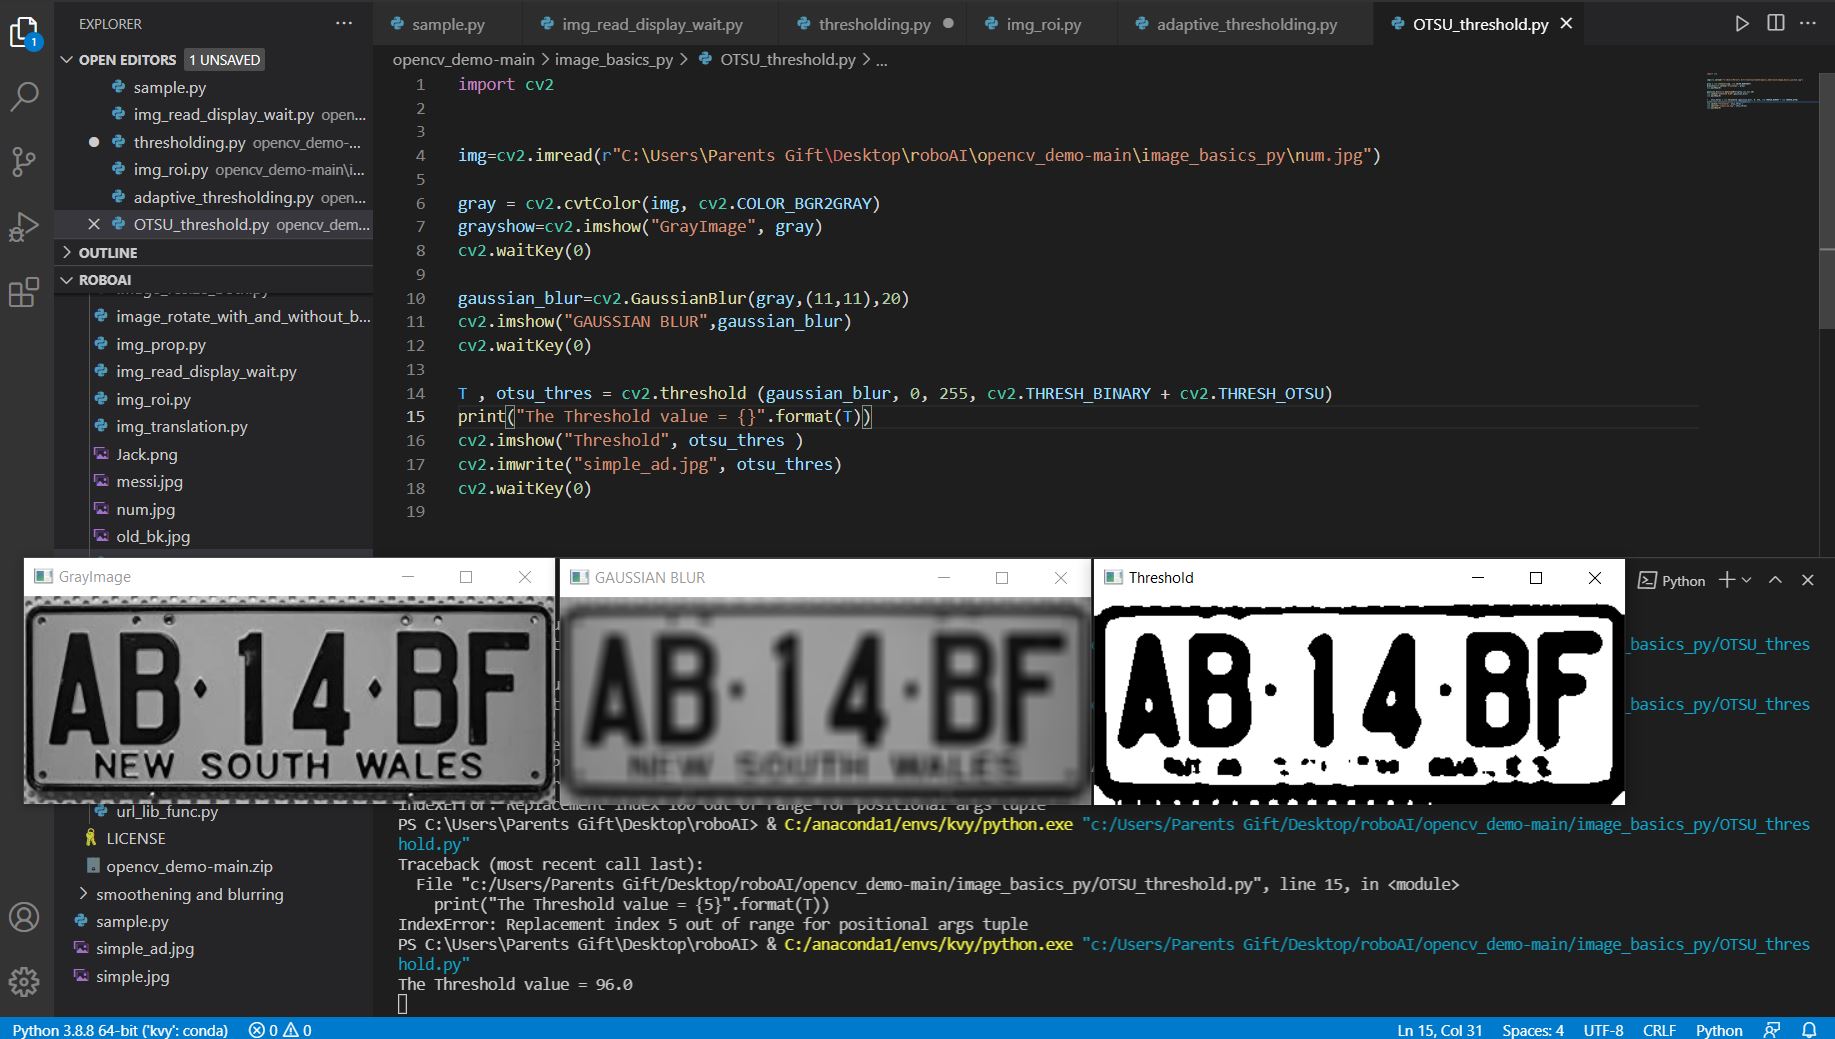 EXPLORER
OPEN EDITORS 1 UNSAVED
sample.py
img_read_display_wait.py open...
thresholding.py opencv_demo-...
img_roi.py opencv_demo-main\i...
adaptive_thresholding.py open...
OTSU_threshold.py opencv_dem...
OUTLINE
ROBOAI
image_rotate_with_and_without_b...
img_prop.py
img_read_display_wait.py
img_roi.py
img_translation.py
Jack.png
messi.jpg
num.jpg
old_bk.jpg
url_lib_func.py
LICENSE
opencv_demo-main.zip
smoothening and blurring
sample.py
simple_ad.jpg
simple.jpg
1
sample.py img_read_display_wait.py thresholding.py img_roi.py adaptive_thresholding.py OTSU_threshold.py
opencv_demo-main > image_basics_py > OTSU_threshold.py > ...
1 import cv2
2
3
4 img=cv2.imread(r"C:\Users\Parents Gift\Desktop\roboAI\opencv_demo-main\image_basics_py\num.jpg")
5
6 gray = cv2.cvtColor(img, cv2.COLOR_BGR2GRAY)
7 grayshow=cv2.imshow("GrayImage", gray)
8 cv2.waitKey(0)
9
10 gaussian_blur=cv2.GaussianBlur(gray,(11,11),20)
11 cv2.imshow("GAUSSIAN BLUR",gaussian_blur)
12 cv2.waitKey(0)
13
14 T , otsu_thres = cv2.threshold (gaussian_blur, 0, 255, cv2.THRESH_BINARY + cv2.THRESH_OTSU)
15 print("The Threshold value = {}".format(T))
16 cv2.imshow("Threshold", otsu_thres )
17 cv2.imwrite("simple_ad.jpg", otsu_thres)
18 cv2.waitKey(0)
19
GrayImage
AB·14·BF
NEW SOUTH WALES
GAUSSIAN BLUR
AB·14·BF
NEW SOUTH WALES
Threshold
AB·14·BF
Python
_basics_py/OTSU_thres
_basics_py/OTSU_thres
IndexError: Replacement index 100 out of range for positional args tuple
PS C:\Users\Parents Gift\Desktop\roboAI> & C:/anaconda1/envs/kvy/python.exe "c:/Users/Parents Gift/Desktop/roboAI/opencv_demo-main/image_basics_py/OTSU_thres
hold.py"
Traceback (most recent call last):
File "c:/Users/Parents Gift/Desktop/roboAI/opencv_demo-main/image_basics_py/OTSU_threshold.py", line 15, in <module>
print("The Threshold value = {5}".format(T))
IndexError: Replacement index 5 out of range for positional args tuple
PS C:\Users\Parents Gift\Desktop\roboAI> & C:/anaconda1/envs/kvy/python.exe "c:/Users/Parents Gift/Desktop/roboAI/opencv_demo-main/image_basics_py/OTSU_thres
hold.py"
The Threshold value = 96.0
Python 3.8.8 64-bit ('kvy': conda) 0 0 Ln 15, Col 31 Spaces: 4 UTF-8 CRLF Python